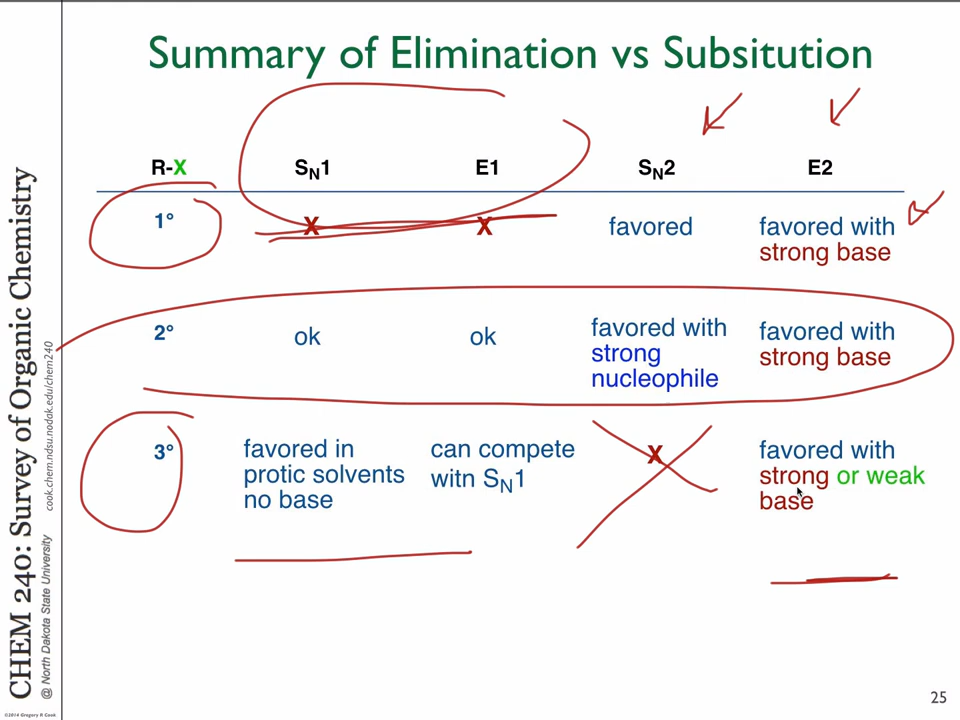 Summary of Elimination vs Subsitution
R-X SN1 E1 SN2 E2
1° X X favored favored with
strong base
2° ok ok favored with
strong
nucleophile favored with
strong base
3° favored in
protic solvents
no base can compete
witn SN1 X favored with
strong or weak
base
CHEM 240: Survey of Organic Chemistry
cook.chem.ndsu.nodak.edu/chem240
@ North Dakota State University
©2014 Gregory R Cook
25